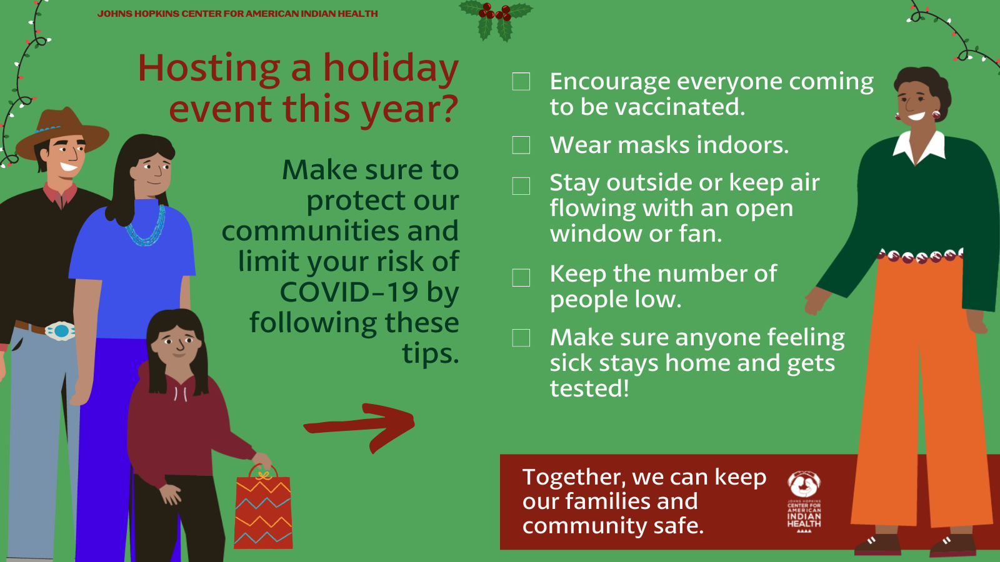 JOHNS HOPKINS CENTER FOR AMERICAN INDIAN HEALTH
Hosting a holiday
event this year?
Make sure to
protect our
communities and
limit your risk of
COVID-19 by
following these
tips.
Encourage everyone coming
to be vaccinated.
Wear masks indoors.
Stay outside or keep air
flowing with an open
window or fan.
Keep the number of
people low.
Make sure anyone feeling
sick stays home and gets
tested!
Together, we can keep
our families and
community safe.
JOHNS HOPKINS
CENTER FOR
AMERICAN
INDIAN
HEALTH